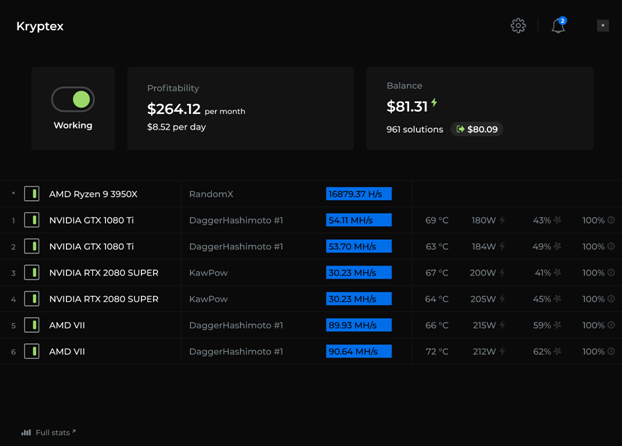 Kryptex
2
Working
Profitability
$264.12 per month
$8.52 per day
Balance
$81.31
961 solutions $80.09
* AMD Ryzen 9 3950X RandomX 16879.37 H/s
1 NVIDIA GTX 1080 Ti DaggerHashimoto #1 54.11 MH/s 69 °C 180W 43% 100%
2 NVIDIA GTX 1080 Ti DaggerHashimoto #1 53.70 MH/s 63 °C 184W 49% 100%
3 NVIDIA RTX 2080 SUPER KawPow 30.23 MH/s 67 °C 200W 41% 100%
4 NVIDIA RTX 2080 SUPER KawPow 30.23 MH/s 64 °C 205W 45% 100%
5 AMD VII DaggerHashimoto #1 89.93 MH/s 66 °C 215W 59% 100%
6 AMD VII DaggerHashimoto #1 90.64 MH/s 72 °C 212W 62% 100%
Full stats